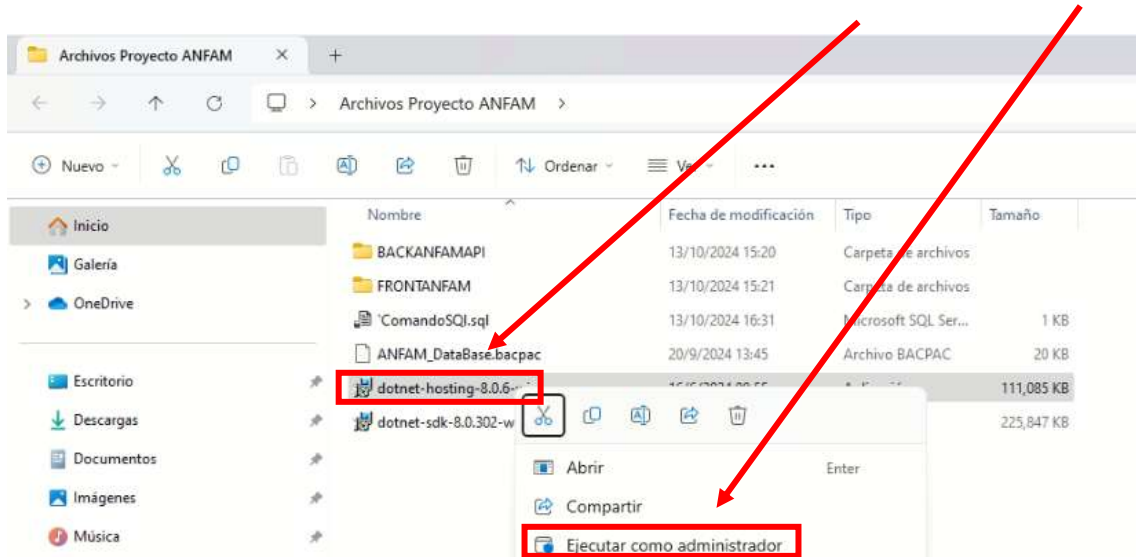 Archivos Proyecto ANFAM
Archivos Proyecto ANFAM >
Nuevo Ordenar Ver
Nombre Fecha de modificación Tipo Tamaño
Inicio
BACKANFAMAPI 13/10/2024 15:20 Carpeta de archivos
Galería
FRONTANFAM 13/10/2024 15:21 Carpeta de archivos
OneDrive
`ComandoSQl.sql 13/10/2024 16:31 Microsoft SQL Ser... 1 KB
ANFAM_DataBase.bacpac 20/9/2024 13:45 Archivo BACPAC 20 KB
Escritorio
dotnet-hosting-8.0.6- 111,085 KB
Descargas
dotnet-sdk-8.0.302-w 225,847 KB
Documentos
Abrir Enter
Imágenes
Compartir
Música
Ejecutar como administrador